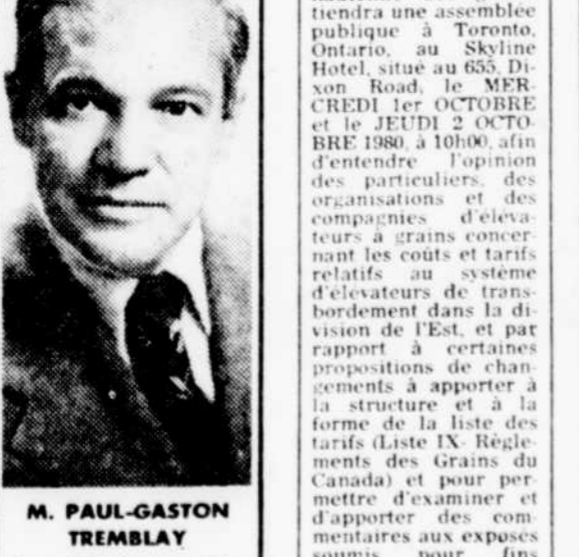 M. PAUL-GASTON
TREMBLAY
tiendra une assemblée
publique à Toronto,
Ontario, au Skyline
Hotel, situé au 655, Di-
xon Road, le MER-
CREDI 1er OCTOBRE
et le JEUDI 2 OCTO-
BRE 1980, à 10h00, afin
d'entendre l'opinion
des particuliers, des
organisations et des
compagnies d'éléva-
teurs à grains concer-
nant les coûts et tarifs
relatifs au système
d'élévateurs de trans-
bordement dans la di-
vision de l'Est, et par
rapport à certaines
propositions de chan-
gements à apporter à
la structure et à la
forme de la liste des
tarifs (Liste IX- Règle-
ments des Grains du
Canada) et pour per-
mettre d'examiner et
d'apporter des com-
mentaires aux exposés
soumis pour fins